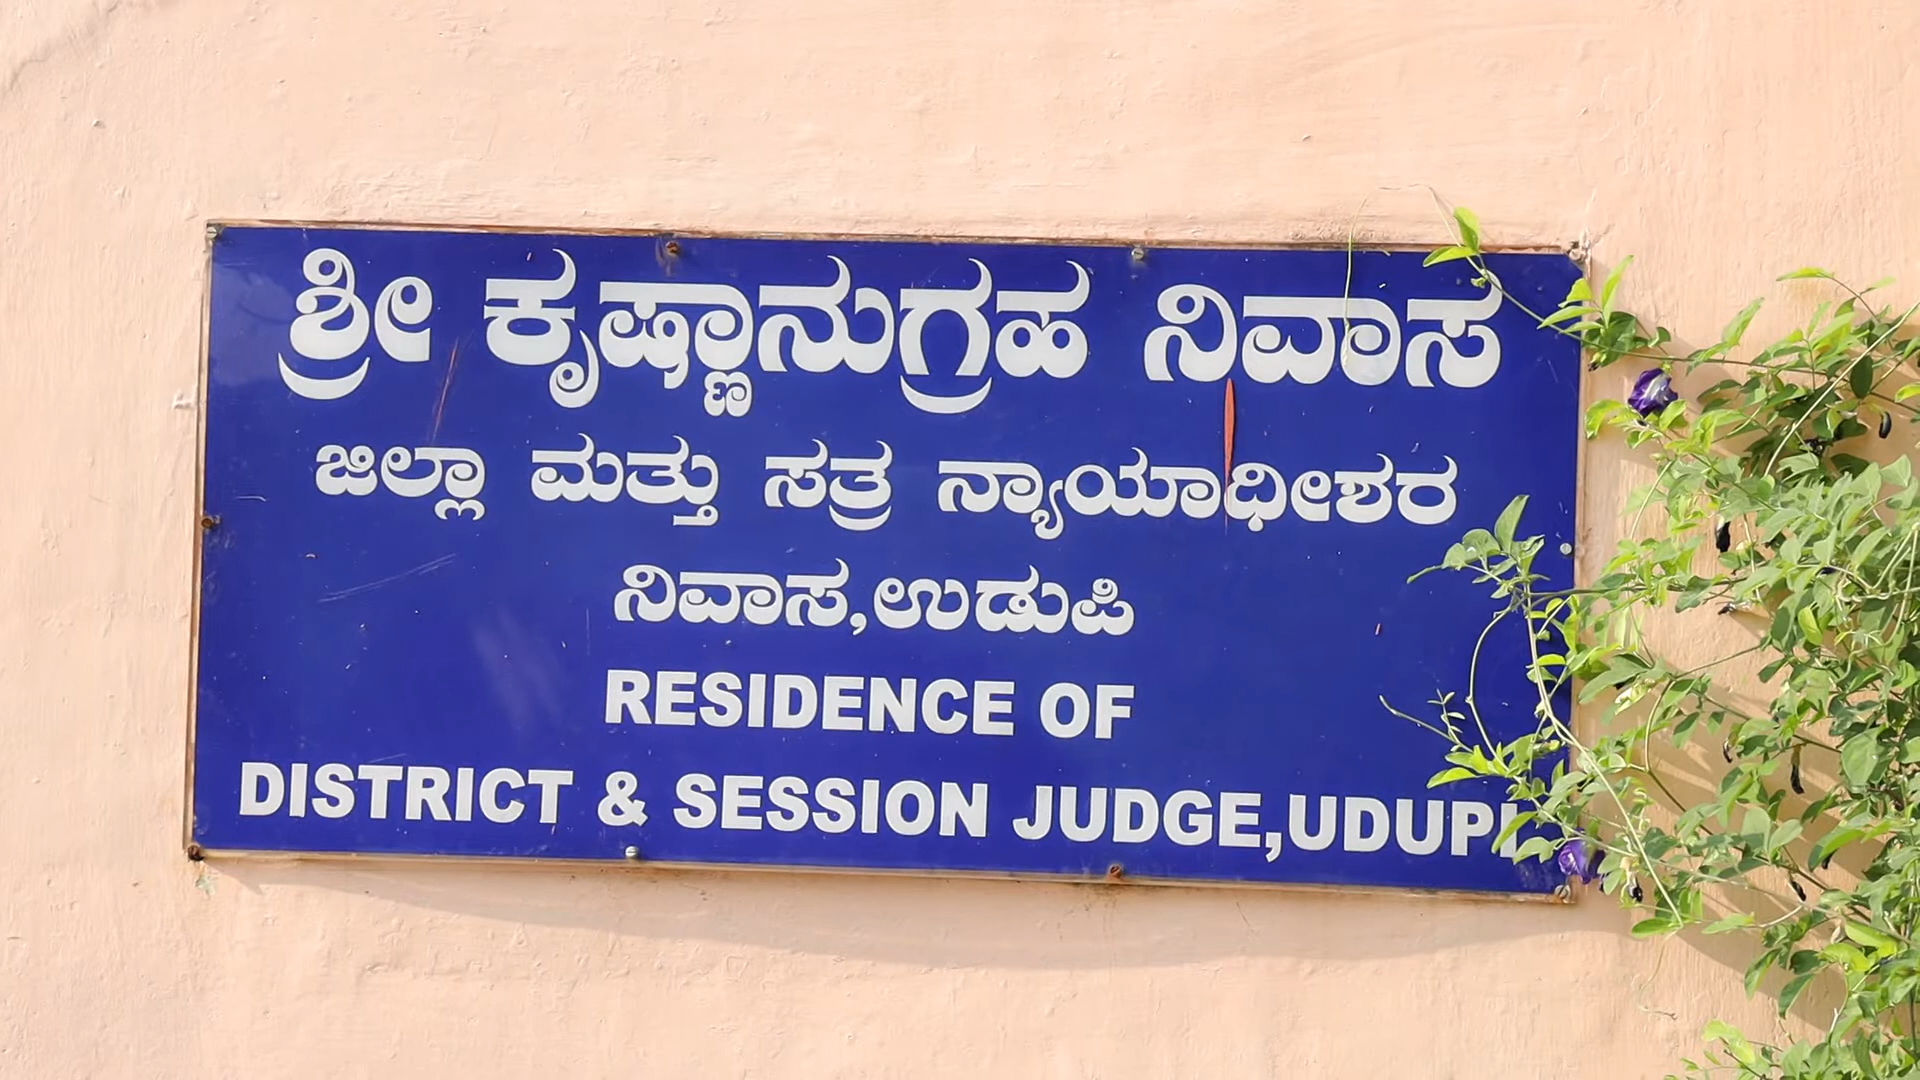 ಶ್ರೀ ಕೃಷ್ಣಾನುಗ್ರಹ ನಿವಾಸ
ಜಿಲ್ಲಾ ಮತ್ತು ಸತ್ರ ನ್ಯಾಯಾಧೀಶರ
ನಿವಾಸ,ಉಡುಪಿ
RESIDENCE OF
DISTRICT & SESSION JUDGE,UDUPI.